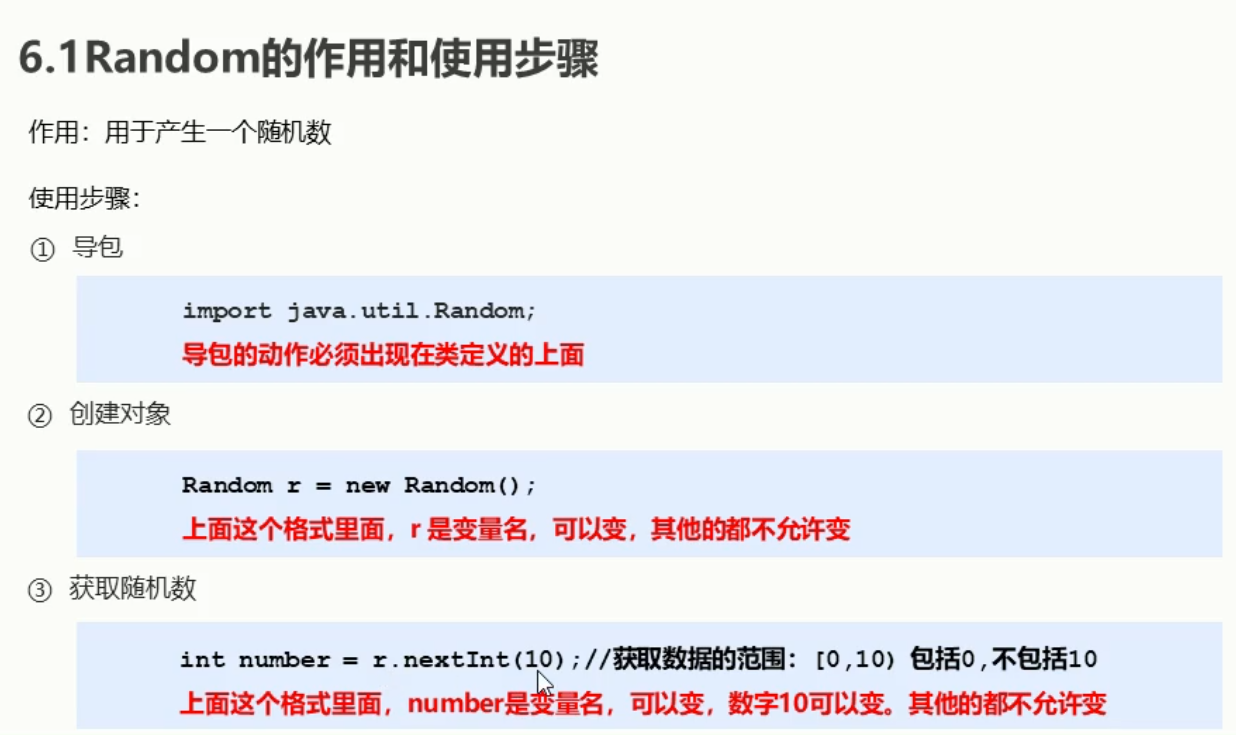 6.1Random的作用和使用步骤
作用：用于产生一个随机数
使用步骤：
① 导包
import java.util.Random;
导包的动作必须出现在类定义的上面
② 创建对象
Random r = new Random();
上面这个格式里面，r 是变量名，可以变，其他的都不允许变
③ 获取随机数
int number = r.nextInt(10);//获取数据的范围：[0,10) 包括0,不包括10
上面这个格式里面，number是变量名，可以变，数字10可以变。其他的都不允许变